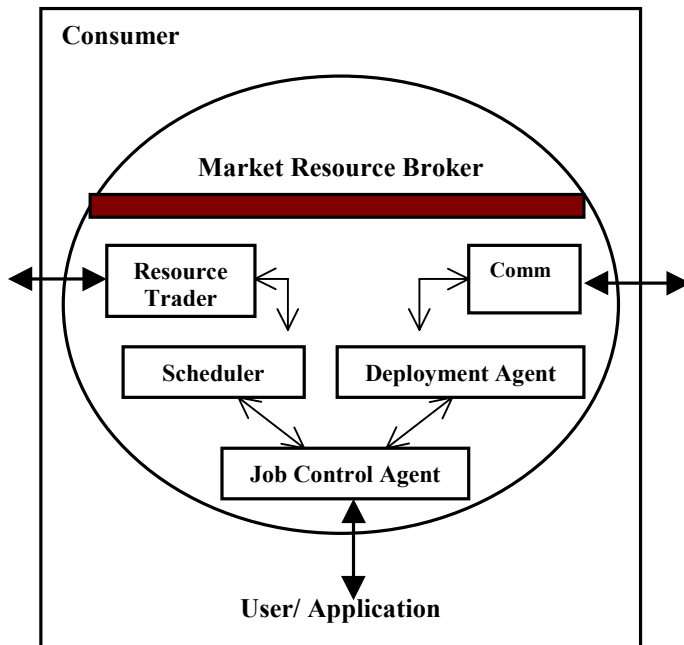 Consumer
Market Resource Broker
Resource
Trader
Comm
Scheduler
Deployment Agent
Job Control Agent
User/ Application